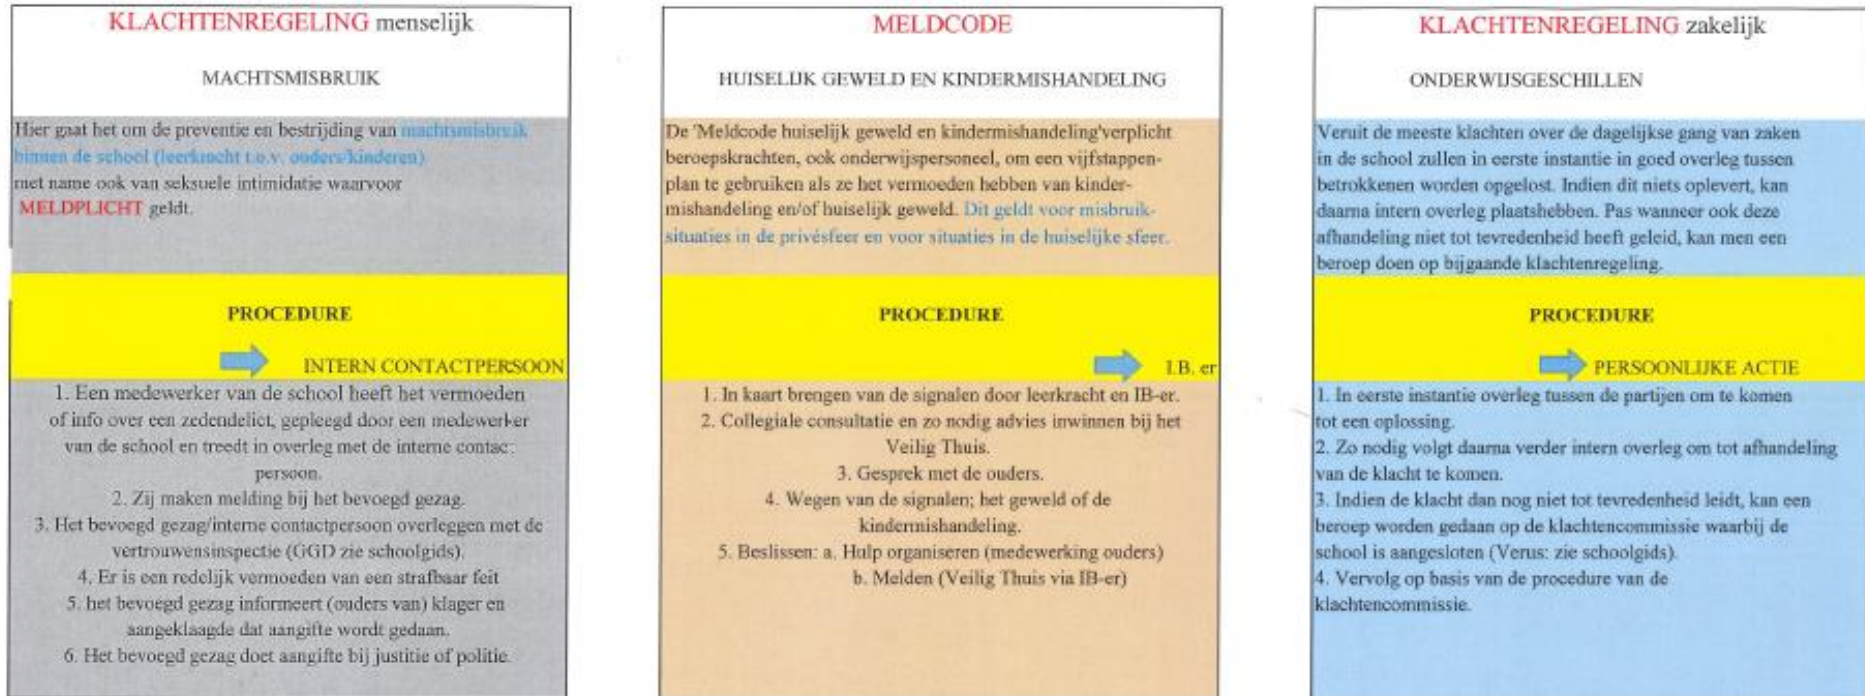 KLACHTENREGELING menselijk
MACHTSMISBRUIK
Hier gaat het om de preventie en bestrijding van machtsmisbruik
binnen de school (leerkracht t.o.v. ouders/kinderen)
met name ook van seksuele intimidatie waarvoor
MELDPLICHT geldt.
PROCEDURE
INTERN CONTACTPERSOON
1. Een medewerker van de school heeft het vermoeden
of info over een zedendelict, gepleegd door een medewerker
van de school en treedt in overleg met de interne contac
persoon.
2. Zij maken melding bij het bevoegd gezag.
3. Het bevoegd gezag/interne contactpersoon overleggen met de
vertrouwensinspectie (GGD zie schoolgids).
4. Er is een redelijk vermoeden van een strafbaar feit
5. het bevoegd gezag informeert (ouders van) klager en
aangeklaagde dat aangifte wordt gedaan.
6. Het bevoegd gezag doet aangifte bij justitie of politie.
MELDCODE
HUISELIJK GEWELD EN KINDERMISHANDELING
De 'Meldcode huiselijk geweld en kindermishandeling'verplicht
beroepskrachten, ook onderwijspersoneel, om een vijfstappen-
plan te gebruiken als ze het vermoeden hebben van kinder-
mishandeling en/of huiselijk geweld. Dit geldt voor misbruik-
situaties in de privésfeer en voor situaties in de huiselijke sfeer.
PROCEDURE
I.B. er
1. In kaart brengen van de signalen door leerkracht en IB-er.
2. Collegiale consultatie en zo nodig advies inwinnen bij het
Veilig Thuis.
3. Gesprek met de ouders.
4. Wegen van de signalen; het geweld of de
kindermishandeling.
5. Beslissen: a. Hulp organiseren (medewerking ouders)
b. Melden (Veilig Thuis via IB-er)
KLACHTENREGELING zakelijk
ONDERWIJSGESCHILLEN
Veruit de meeste klachten over de dagelijkse gang van zaken
in de school zullen in eerste instantie in goed overleg tussen
betrokkenen worden opgelost. Indien dit niets oplevert, kan
daarna intern overleg plaatshebben. Pas wanneer ook deze
afhandeling niet tot tevredenheid heeft geleid, kan men een
beroep doen op bijgaande klachtenregeling.
PROCEDURE
PERSOONLIJKE ACTIE
1. In eerste instantie overleg tussen de partijen om te komen
tot een oplossing.
2. Zo nodig volgt daarna verder intern overleg om tot afhandeling
van de klacht te komen.
3. Indien de klacht dan nog niet tot tevredenheid leidt, kan een
beroep worden gedaan op de klachtencommissie waarbij de
school is aangesloten (Verus: zie schoolgids).
4. Vervolg op basis van de procedure van de
klachtencommissie.